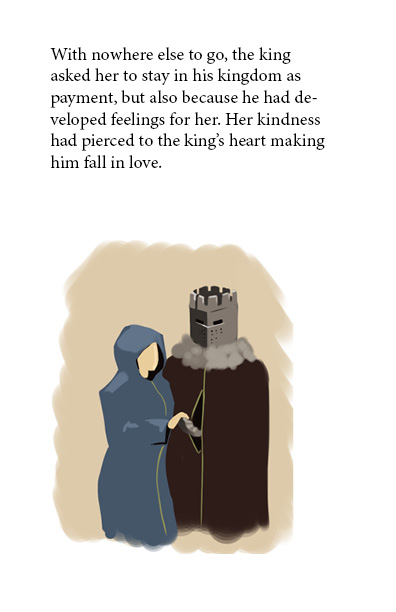 With nowhere else to go, the king
asked her to stay in his kingdom as
payment, but also because he had de-
veloped feelings for her. Her kindness
had pierced to the king’s heart making
him fall in love.